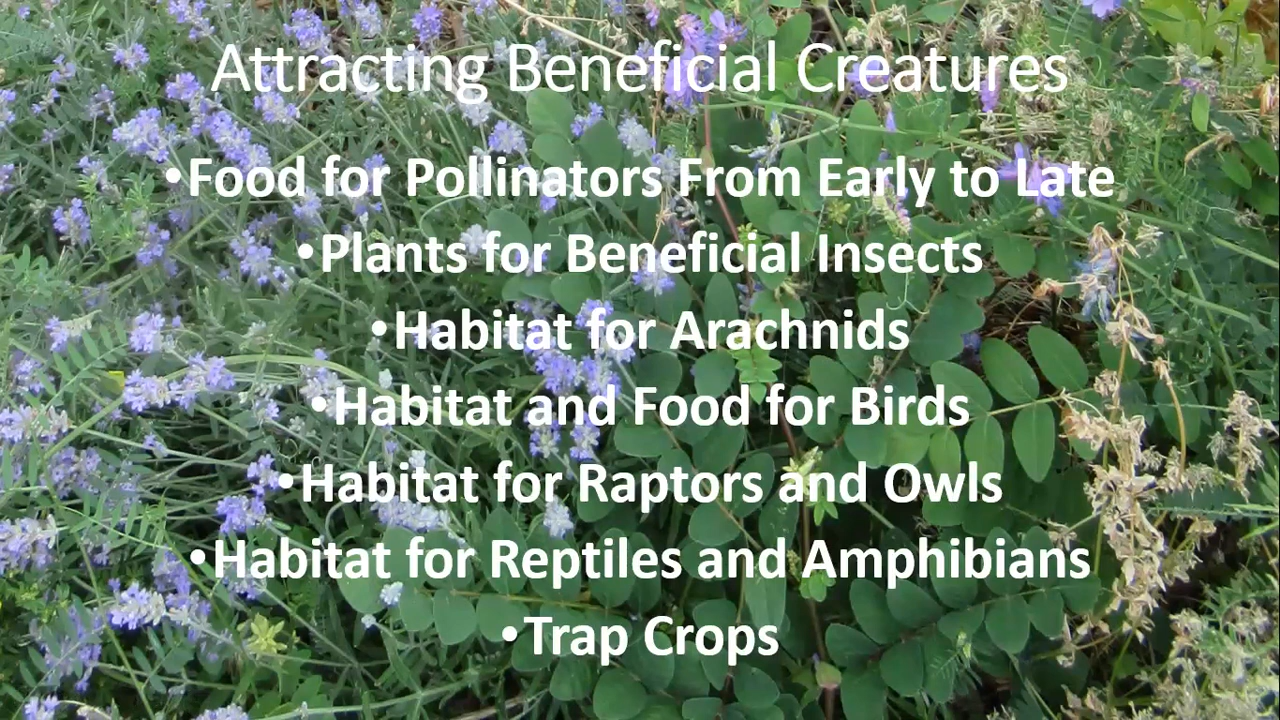 Attracting Beneficial Creatures
•Food for Pollinators From Early to Late
•Plants for Beneficial Insects
•Habitat for Arachnids
•Habitat and Food for Birds
•Habitat for Raptors and Owls
•Habitat for Reptiles and Amphibians
•Trap Crops